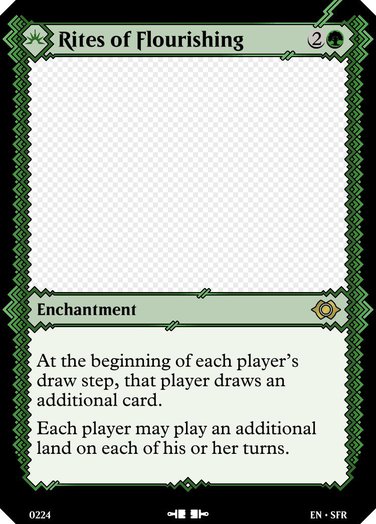 Rites of Flourishing
2
Enchantment
At the beginning of each player's
draw step, that player draws an
additional card.
Each player may play an additional
land on each of his or her turns.
0224
EN • SFR